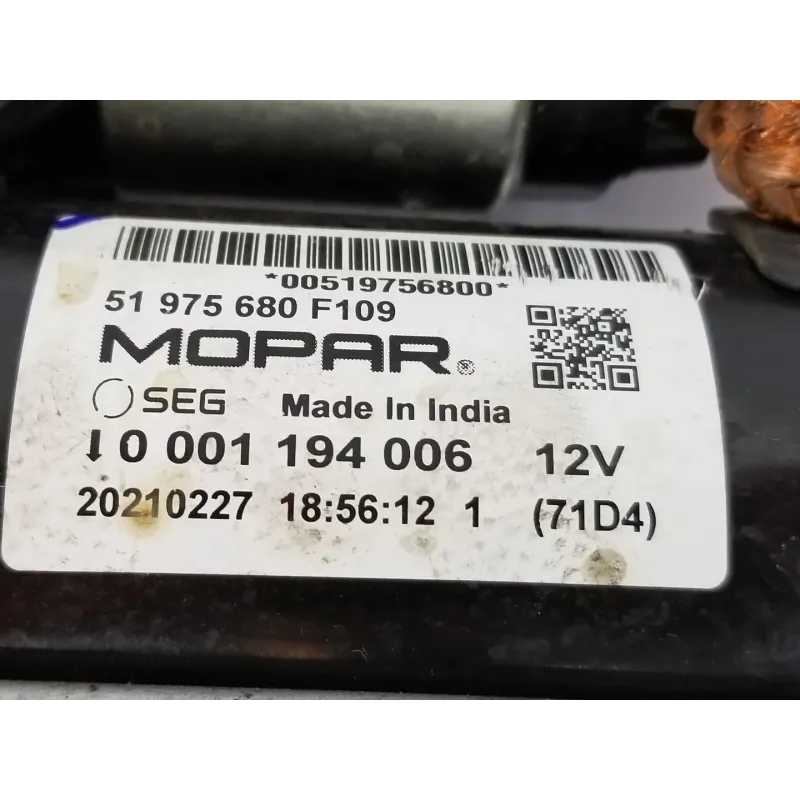 *00519756800*
51 975 680 F109
MOPAR®
SEG Made In India
0 001 194 006 12V
20210227 18:56:12 1 (71D4)